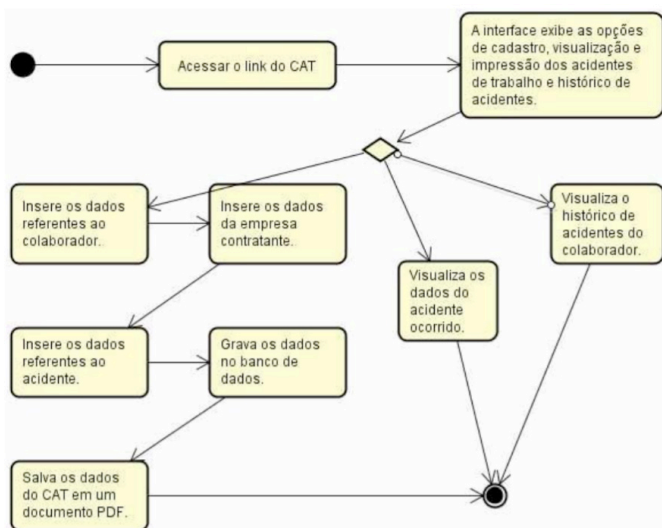 Acessar o link do CAT
A interface exibe as opções
de cadastro, visualização e
impressão dos acidentes
de trabalho e histórico de
acidentes.
Insere os dados
referentes ao
colaborador.
Insere os dados
da empresa
contratante.
Visualiza o
histórico de
acidentes do
colaborador.
Visualiza os
dados do
acidente
ocorrido.
Insere os dados
referentes ao
acidente.
Grava os dados
no banco de
dados.
Salva os dados
do CAT em um
documento PDF.